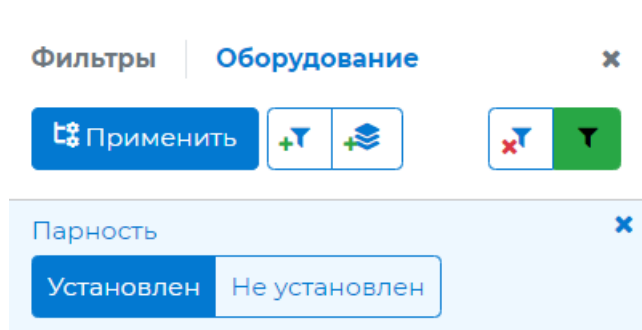 Фильтры Оборудование
Применить
Парность
Установлен Не установлен